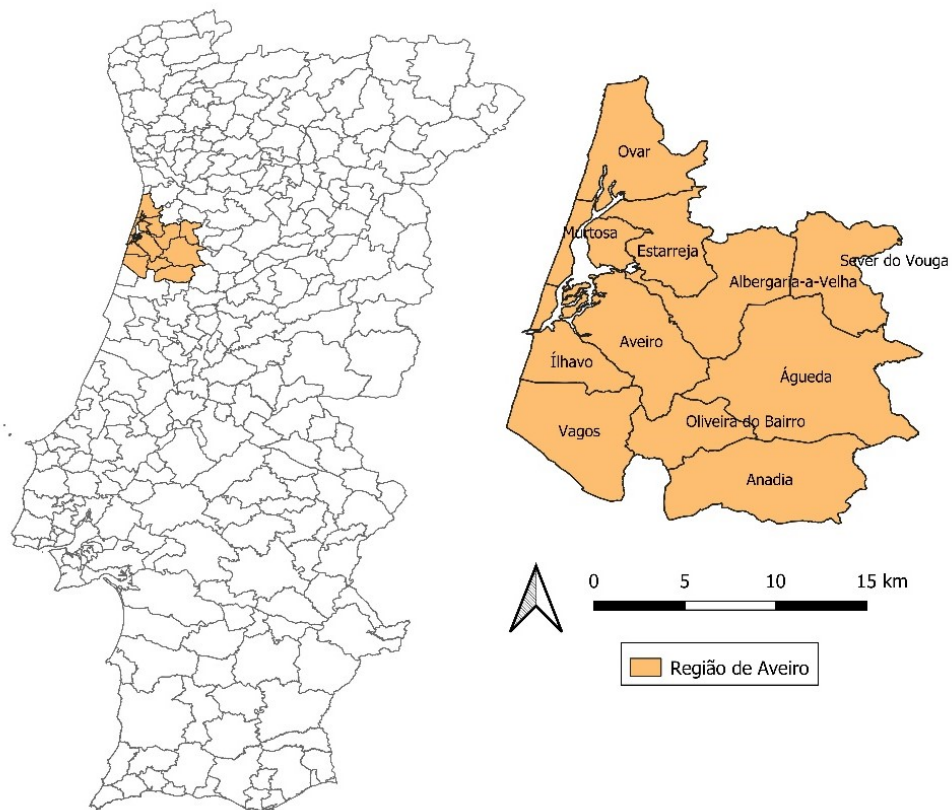 Ovar
Murtosa
Estarreja
Sever do Vouga
Albergaria-a-Velha
Aveiro
Ílhavo
Águeda
Vagos
Oliveira do Bairro
Anadia
0 5 10 15 km
Região de Aveiro